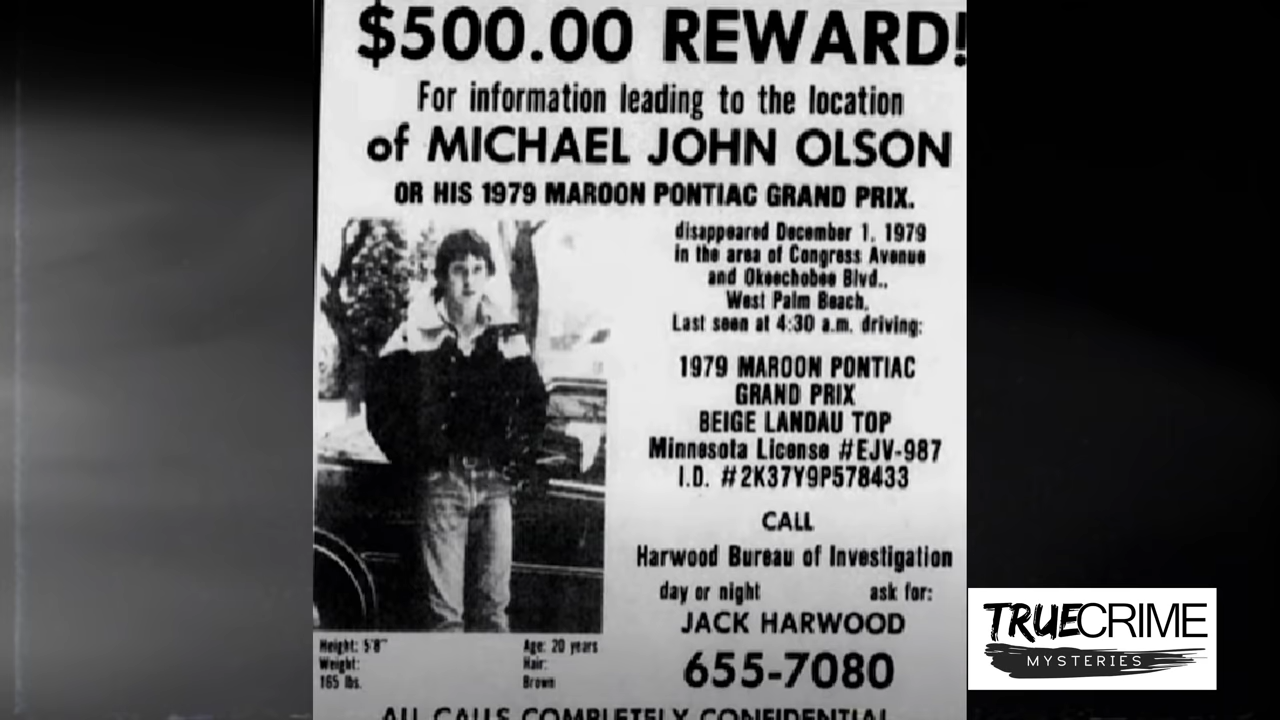 $500.00 REWARD!
For information leading to the location
of MICHAEL JOHN OLSON
OR HIS 1979 MAROON PONTIAC GRAND PRIX.
disappeared December 1, 1979
in the area of Congress Avenue
and Okeechobee Blvd.,
West Palm Beach.
Last seen at 4:30 a.m. driving:
1979 MAROON PONTIAC
GRAND PRIX
BEIGE LANDAU TOP
Minnesota License #EJV-987
I.D. #2K37Y9P578433
CALL
Harwood Bureau of Investigation
day or night ask for:
JACK HARWOOD
655-7080
Height: 5'8"
Weight:
165 lbs.
Age: 20 years
Hair:
Brown
ALL CALLS COMPLETELY CONFIDENTIAL
TRUECRIME
MYSTERIES